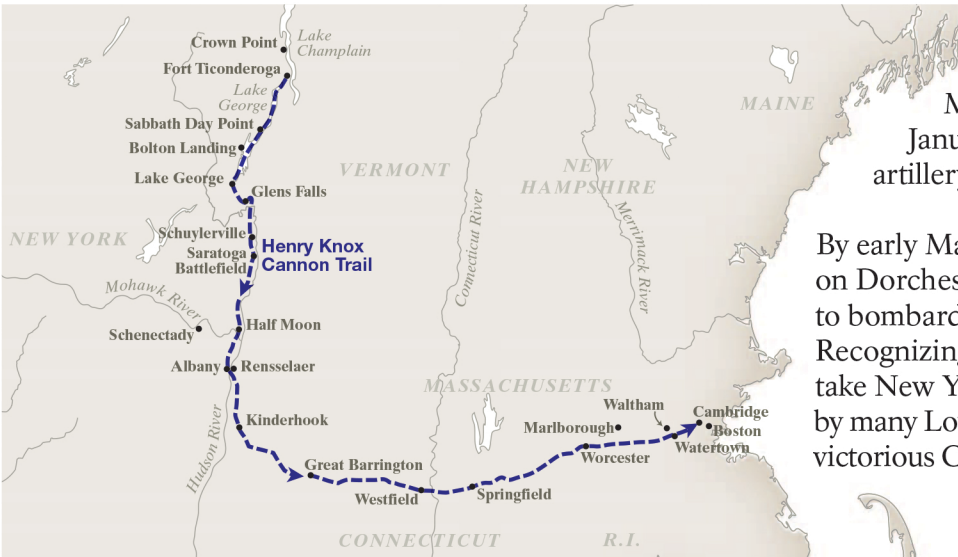 Crown Point
Lake
Champlain
Fort Ticonderoga
Lake
George
Sabbath Day Point
Bolton Landing
Lake George
Glens Falls
VERMONT
NEW
HAMPSHIRE
MAINE
NEW YORK
Schuylerville
Saratoga
Battlefield
Henry Knox
Cannon Trail
Mohawk River
Connecticut River
Merrimack River
Schenectady
Half Moon
Albany
Rensselaer
MASSACHUSETTS
Hudson River
Kinderhook
Great Barrington
Westfield
Springfield
Worcester
Marlborough
Waltham
Watertown
Cambridge
Boston
CONNECTICUT
R.I.
M
Janu
artillery
By early Ma
on Dorches
to bombard
Recognizing
take New Y
by many Lo
victorious C